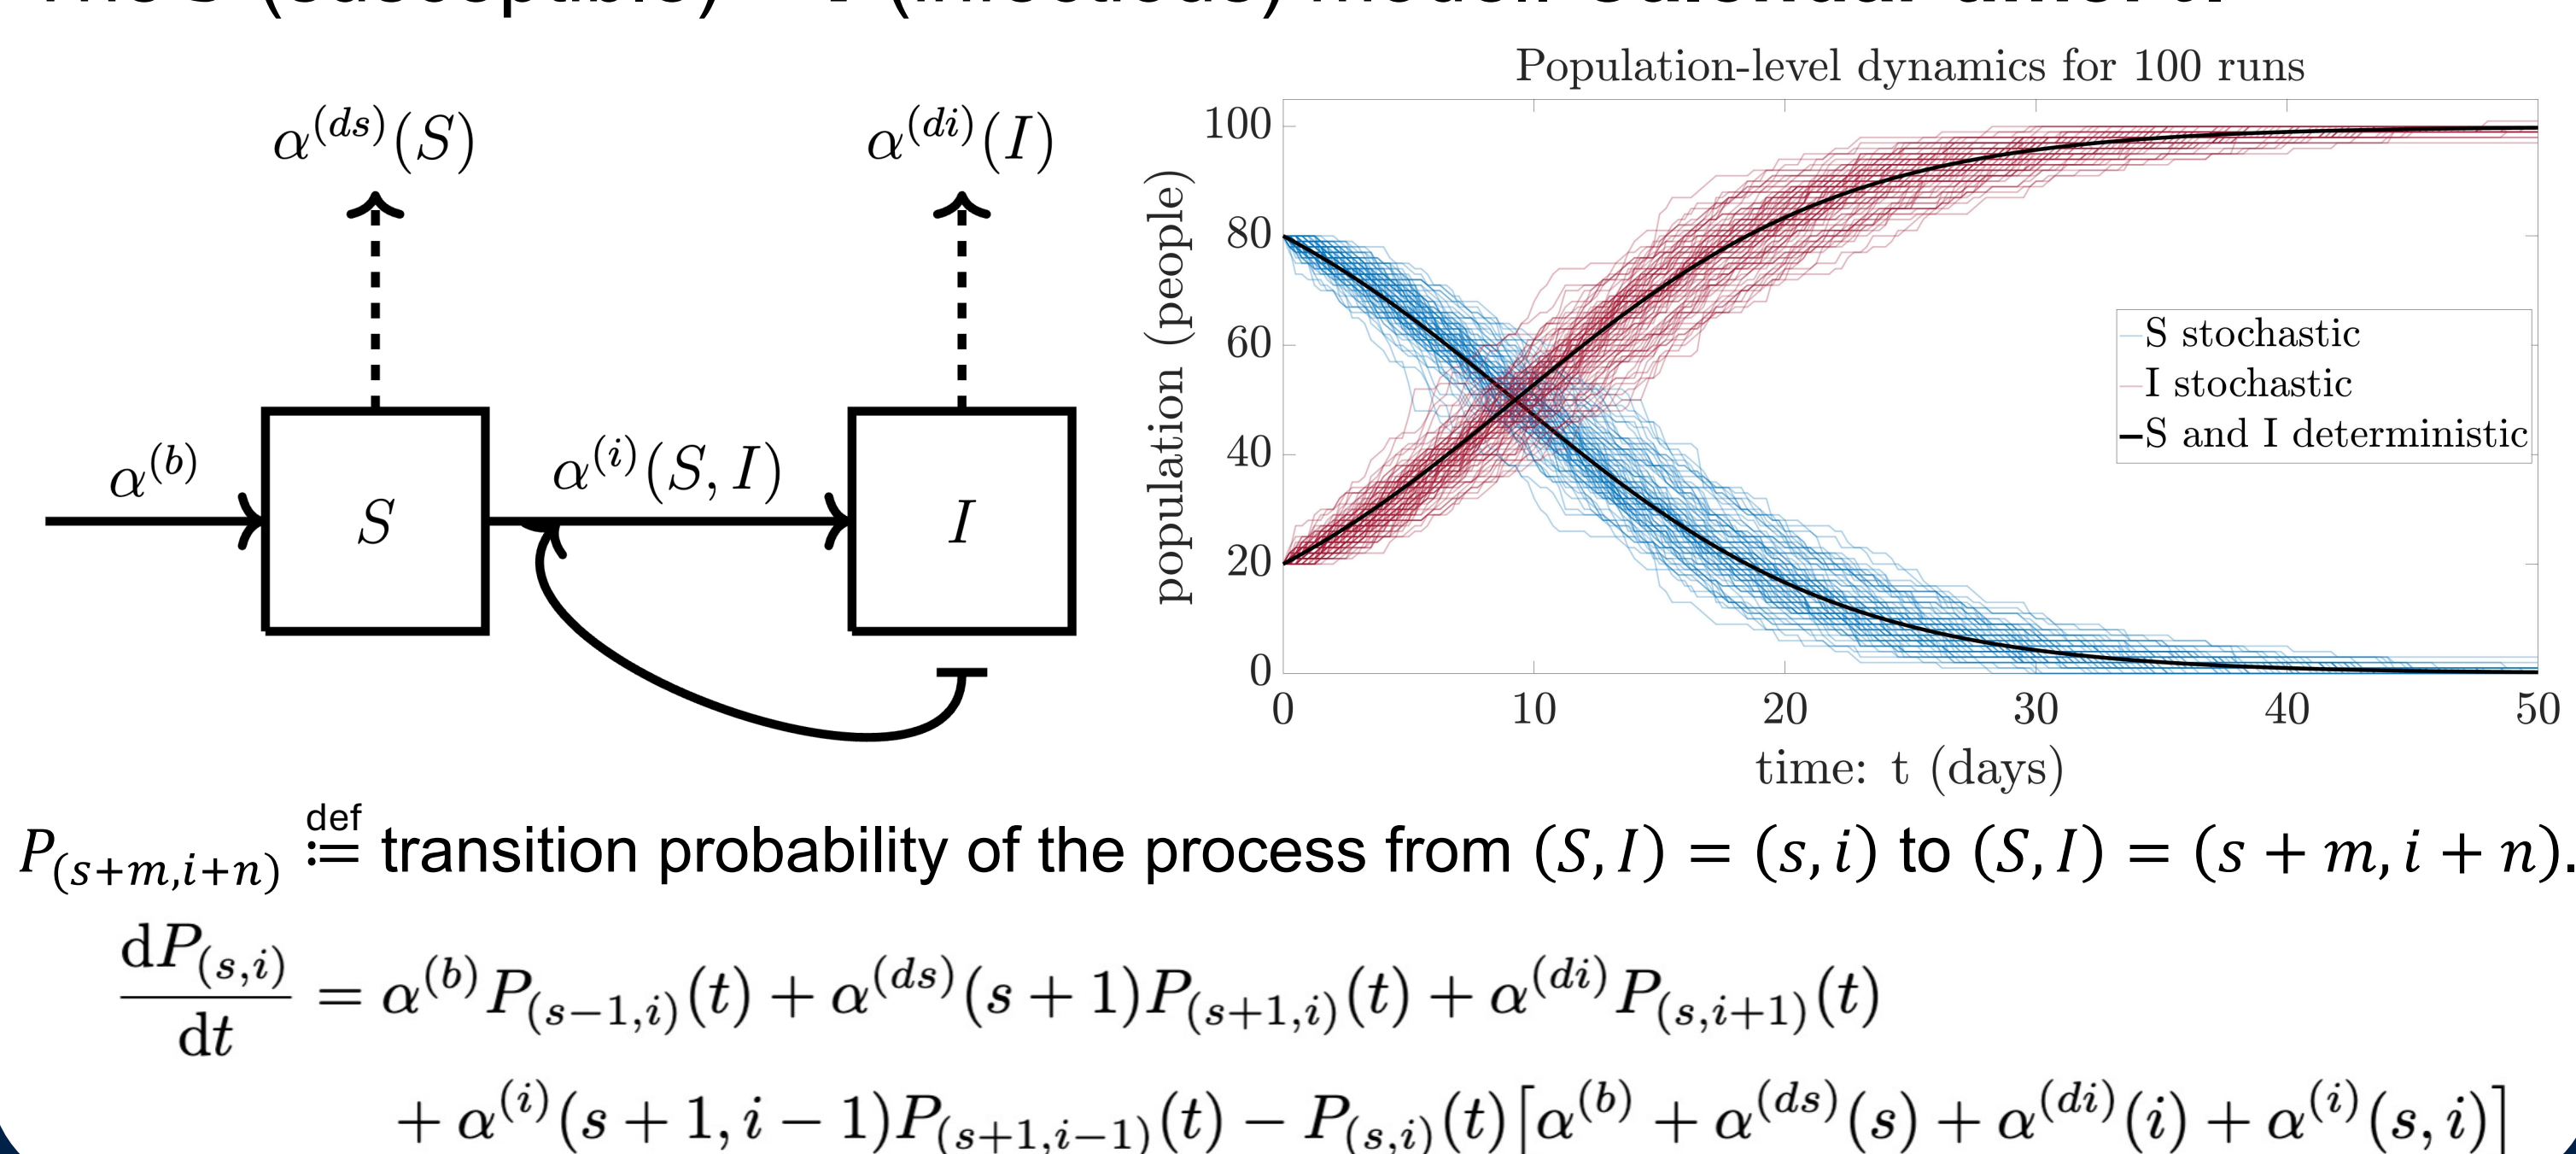 Population-level dynamics for 100 runs
α^(ds)(S)
α^(di)(I)
α^(b)
S
α^(i)(S, I)
I
population (people)
100
80
60
40
20
0
S stochastic
I stochastic
S and I deterministic
0 10 20 30 40 50
time: t (days)
P_(s+m,i+n) ≔ def transition probability of the process from (S, I) = (s, i) to (S, I) = (s + m, i + n).
dP_(s,i)/dt = α^(b) P_(s−1,i)(t) + α^(ds)(s + 1)P_(s+1,i)(t) + α^(di) P_(s,i+1)(t)
+ α^(i)(s + 1, i − 1)P_(s+1,i−1)(t) − P_(s,i)(t)⌈α^(b) + α^(ds)(s) + α^(di)(i) + α^(i)(s, i)⌉